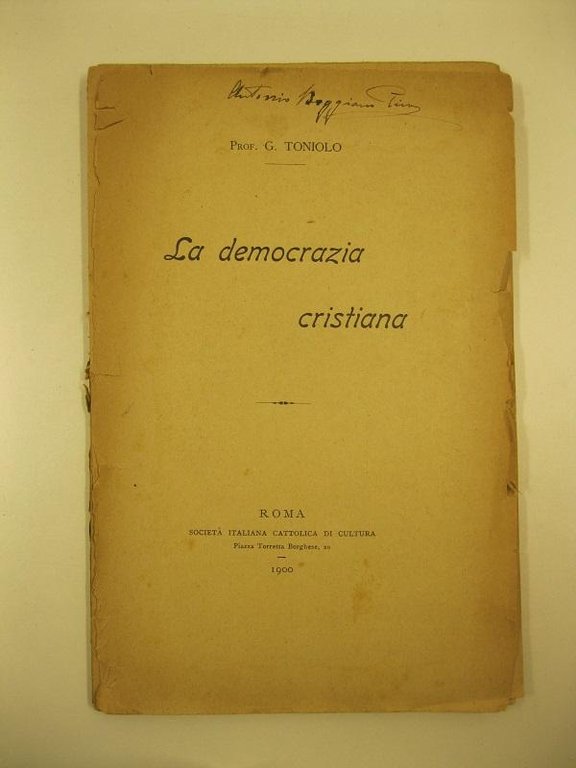 Antonio Boggiano
Prof. G. TONIOLO
La democrazia
cristiana
ROMA
SOCIETÀ ITALIANA CATTOLICA DI CULTURA
Piazza Torretta Borghese, 20
1900